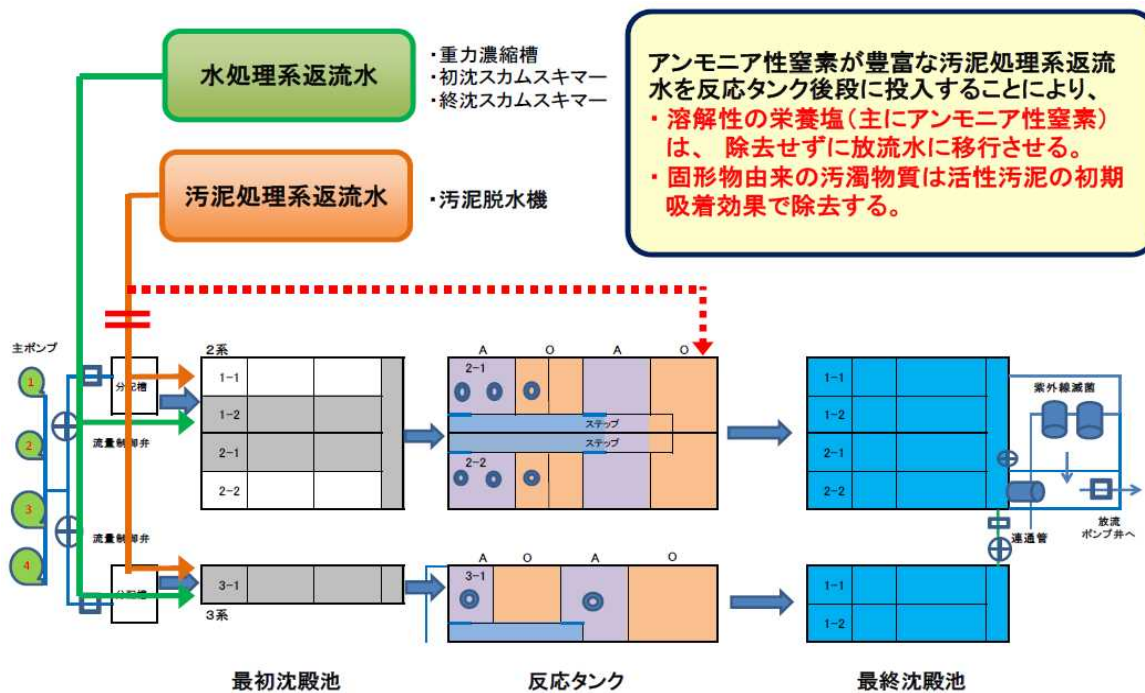 水処理系返流水
・重力濃縮槽
・初沈スカムスキマー
・終沈スカムスキマー
汚泥処理系返流水
・汚泥脱水機
アンモニア性窒素が豊富な汚泥処理系返流
水を反応タンク後段に投入することにより、
・溶解性の栄養塩（主にアンモニア性窒素）
は、 除去せずに放流水に移行させる。
・固形物由来の汚濁物質は活性汚泥の初期
吸着効果で除去する。
主ポンプ
1
2
3
4
分配槽
流量制御弁
流量制御弁
分配槽
2系
1-1
1-2
2-1
2-2
3-1
3系
A O A O
2-1
ステップ
ステップ
2-2
A O A O
3-1
1-1
1-2
2-1
2-2
紫外線滅菌
連通管
放流
ポンプ井へ
1-1
1-2
最初沈殿池
反応タンク
最終沈殿池